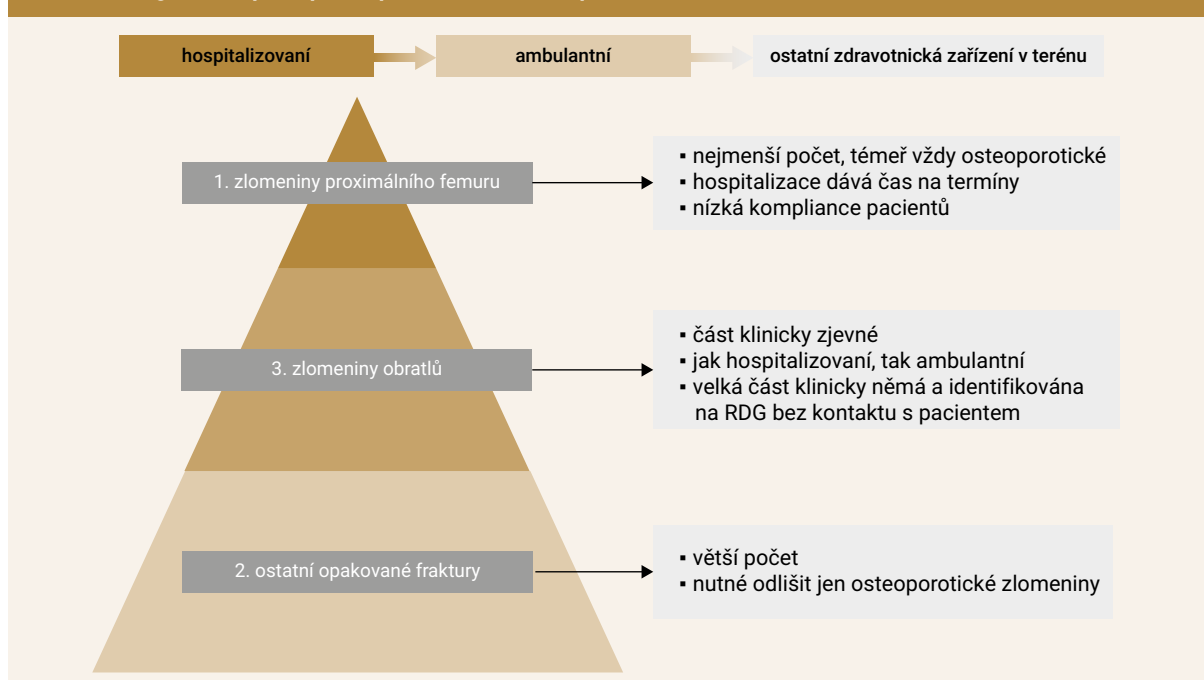 hospitalizovaní
ambulantní
ostatní zdravotnická zařízení v terénu
1. zlomeniny proximálního femuru
▪ nejmenší počet, témeř vždy osteoporotické
▪ hospitalizace dává čas na termíny
▪ nízká kompliance pacientů
3. zlomeniny obratlů
▪ část klinicky zjevné
▪ jak hospitalizovaní, tak ambulantní
▪ velká část klinicky němá a identifikována
na RDG bez kontaktu s pacientem
2. ostatní opakované fraktury
▪ větší počet
▪ nutné odlišit jen osteoporotické zlomeniny